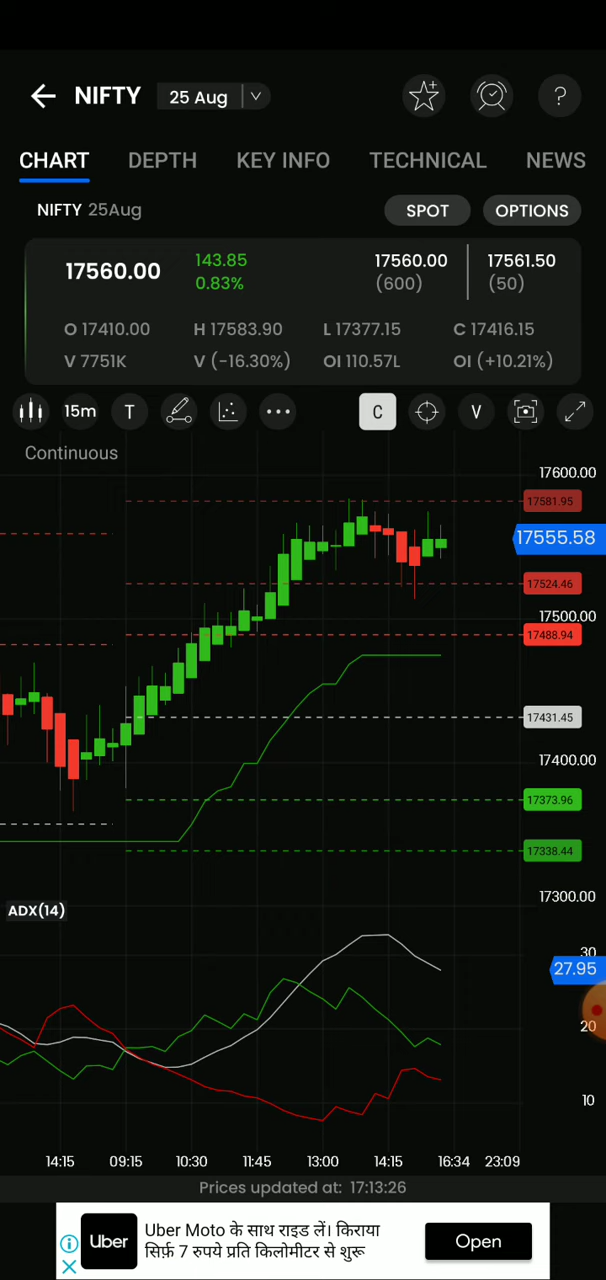 NIFTY 25 Aug
CHART DEPTH KEY INFO TECHNICAL NEWS
NIFTY 25Aug SPOT OPTIONS
17560.00 143.85 0.83% 17560.00 (600) 17561.50 (50)
O 17410.00 H 17583.90 L 17377.15 C 17416.15
V 7751K V (-16.30%) OI 110.57L OI (+10.21%)
15m T C V
Continuous
17600.00
17581.95
17555.58
17524.46
17500.00
17488.94
17431.45
17400.00
17373.96
17338.44
17300.00
ADX(14)
30
27.95
20
10
14:15 09:15 10:30 11:45 13:00 14:15 16:34 23:09
Prices updated at: 17:13:26
Uber
Uber Moto के साथ राइड लें। किराया
सिर्फ़ 7 रुपये प्रति किलोमीटर से शुरू
Open